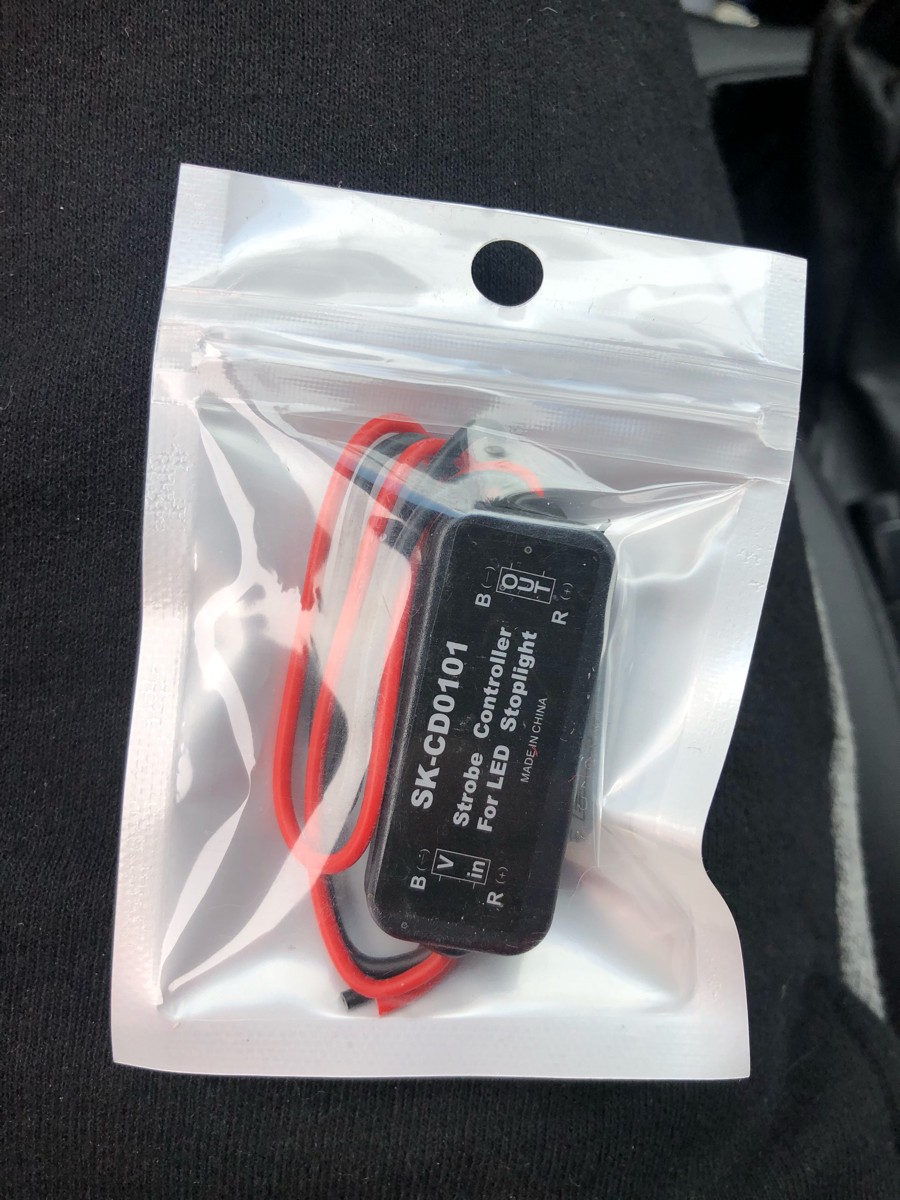 SK-CD0101
Strobe Controller
For LED Stoplight
MADE IN CHINA
B (-)
OUT
R (+)
B (-)
V in
R (+)